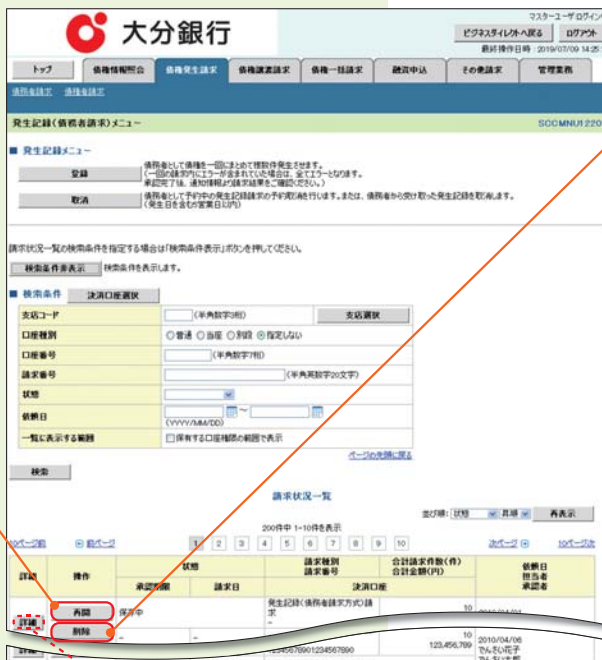 大分銀行
マスターユーザ ログイン
ビジネスダイレクトへ戻る ログアウト
最終操作日時：2019/07/09 14:25
トップ 債権情報照会 債権発生請求 債権譲渡請求 債権一括請求 融資申込 その他請求 管理業務
債務者請求 債権者請求
発生記録(債務者請求)メニュー SCCMNU1220
■ 発生記録メニュー
登録 債務者として債権を一回にまとめて複数件発生させます。
(一回の請求内にエラーが含まれていた場合は、全てエラーとなります。
承認完了後、通知情報より請求結果をご確認ください。)
取消 債務者として予約中の発生記録請求の予約取消を行います。または、債務者から受け取った発生記録を取消します。
(発生日を含む5営業日以内)
請求状況一覧の検索条件を指定する場合は「検索条件表示」ボタンを押してください。
検索条件非表示 検索条件を表示します。
■ 検索条件 決済口座選択
支店コード (半角数字3桁) 支店選択
口座種別 普通 当座 別段 指定しない
口座番号 (半角数字7桁)
請求番号 (半角英数字20文字)
状態
依頼日 ～
(YYYY/MM/DD)
一覧に表示する範囲 保有する口座権限の範囲で表示
ページの先頭に戻る
検索
請求状況一覧
並び順：状態 昇順 再表示
200件中 1-10件を表示
10ページ前 前ページ 1 2 3 4 5 6 7 8 9 10 次ページ 10ページ次
詳細 操作 状態 請求種別 合計請求件数(件) 依頼日
請求番号 合計金額(円) 担当者
承認期限 請求日 決済口座 承認者
再開 保存中 発生記録(債務者請求方式)請求 10
詳細 -
削除
- - 10 2010/04/06
12345678901234567890 123,456,789 でんさい花子